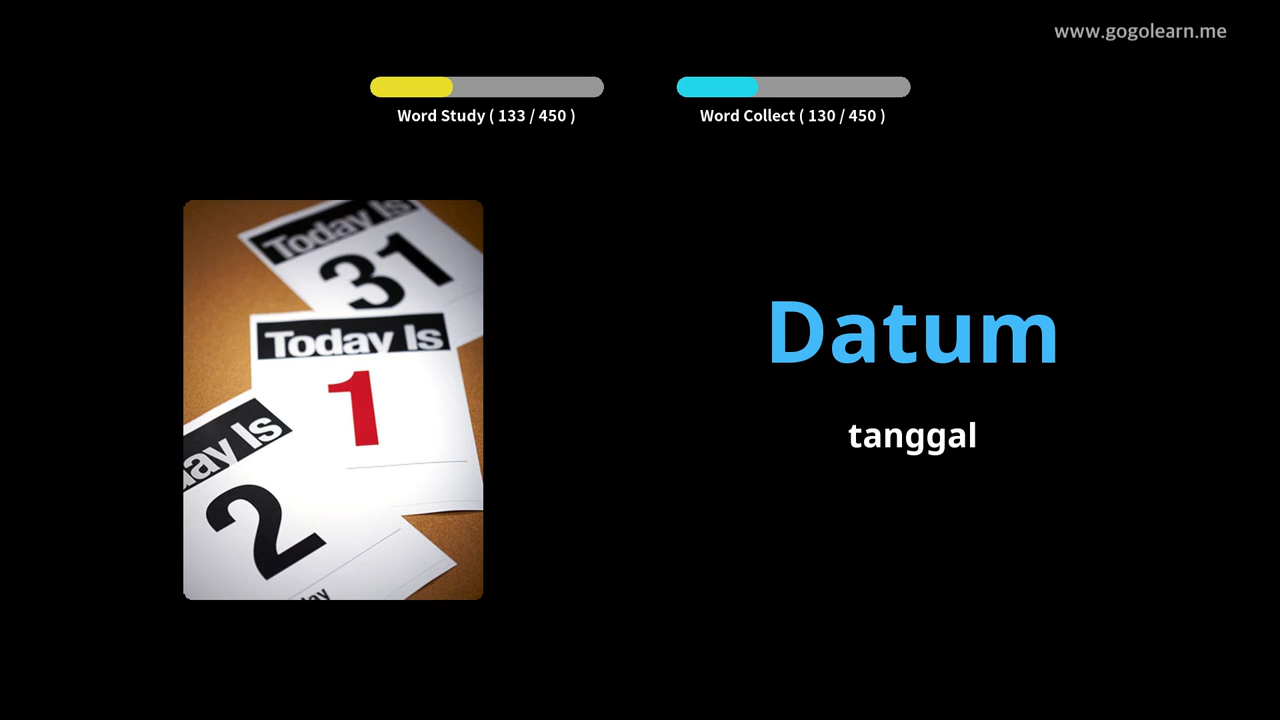 www.gogolearn.me
Word Study ( 133 / 450 )
Word Collect ( 130 / 450 )
Today Is
31
Today Is
1
ay Is
2
Datum
tanggal